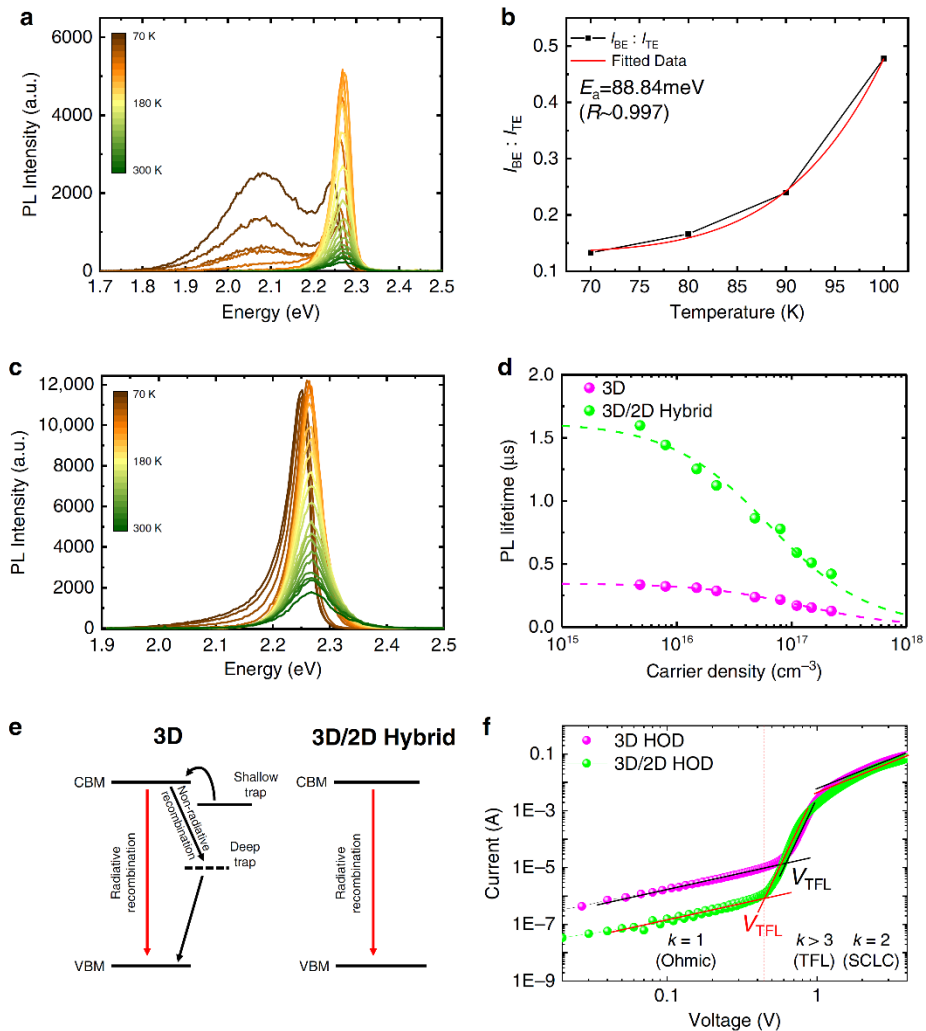 a
6000
4000
2000
0
PL Intensity (a.u.)
70 K
180 K
300 K
1.7 1.8 1.9 2.0 2.1 2.2 2.3 2.4 2.5
Energy (eV)
b
0.5
0.4
0.3
0.2
0.1
I_BE : I_TE
I_BE : I_TE
Fitted Data
E_a=88.84meV
(R~0.997)
70 75 80 85 90 95 100
Temperature (K)
c
12,000
10000
8000
6000
4000
2000
0
PL Intensity (a.u.)
70 K
180 K
300 K
1.9 2.0 2.1 2.2 2.3 2.4 2.5
Energy (eV)
d
2.0
1.5
1.0
0.5
0.0
PL lifetime (μs)
3D
3D/2D Hybrid
10^15 10^16 10^17 10^18
Carrier density (cm^−3)
e
3D
3D/2D Hybrid
CBM
Shallow
trap
Non-radiative
recombination
Deep
trap
Radiative
recombination
VBM
CBM
Radiative
recombination
VBM
f
3D HOD
3D/2D HOD
0.1
1E−3
1E−5
1E−7
1E−9
Current (A)
V_TFL
V_TFL
k = 1
(Ohmic)
k > 3
(TFL)
k = 2
(SCLC)
0.1 1
Voltage (V)